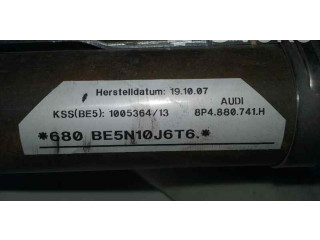 Herstelldatum: 19.10.07
AUDI
KSS(BE5): 1005364/13
8P4.880.741.H
*680 BE5N10J6T6.*